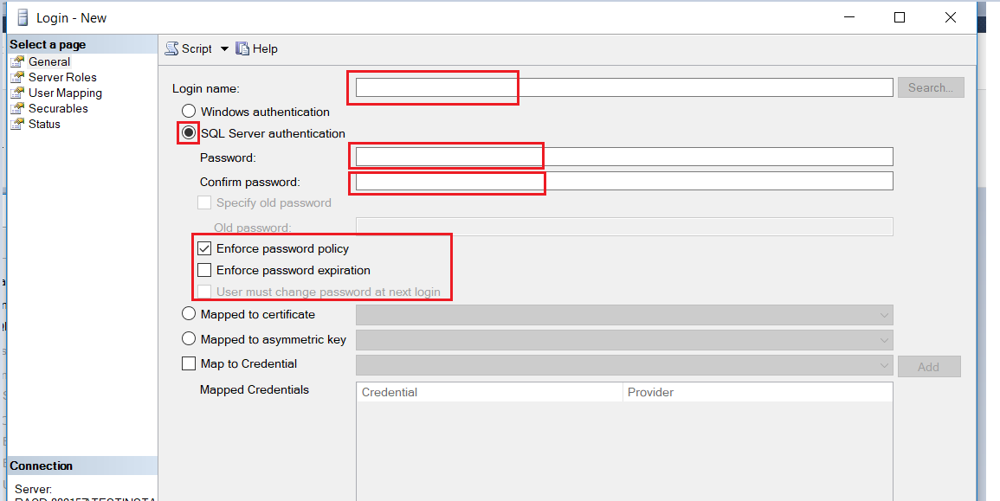 Login - New
Select a page
General
Server Roles
User Mapping
Securables
Status
Script
Help
Login name:
Search...
Windows authentication
SQL Server authentication
Password:
Confirm password:
Specify old password
Old password:
Enforce password policy
Enforce password expiration
User must change password at next login
Mapped to certificate
Mapped to asymmetric key
Map to Credential
Add
Mapped Credentials
Credential Provider
Connection
Server: